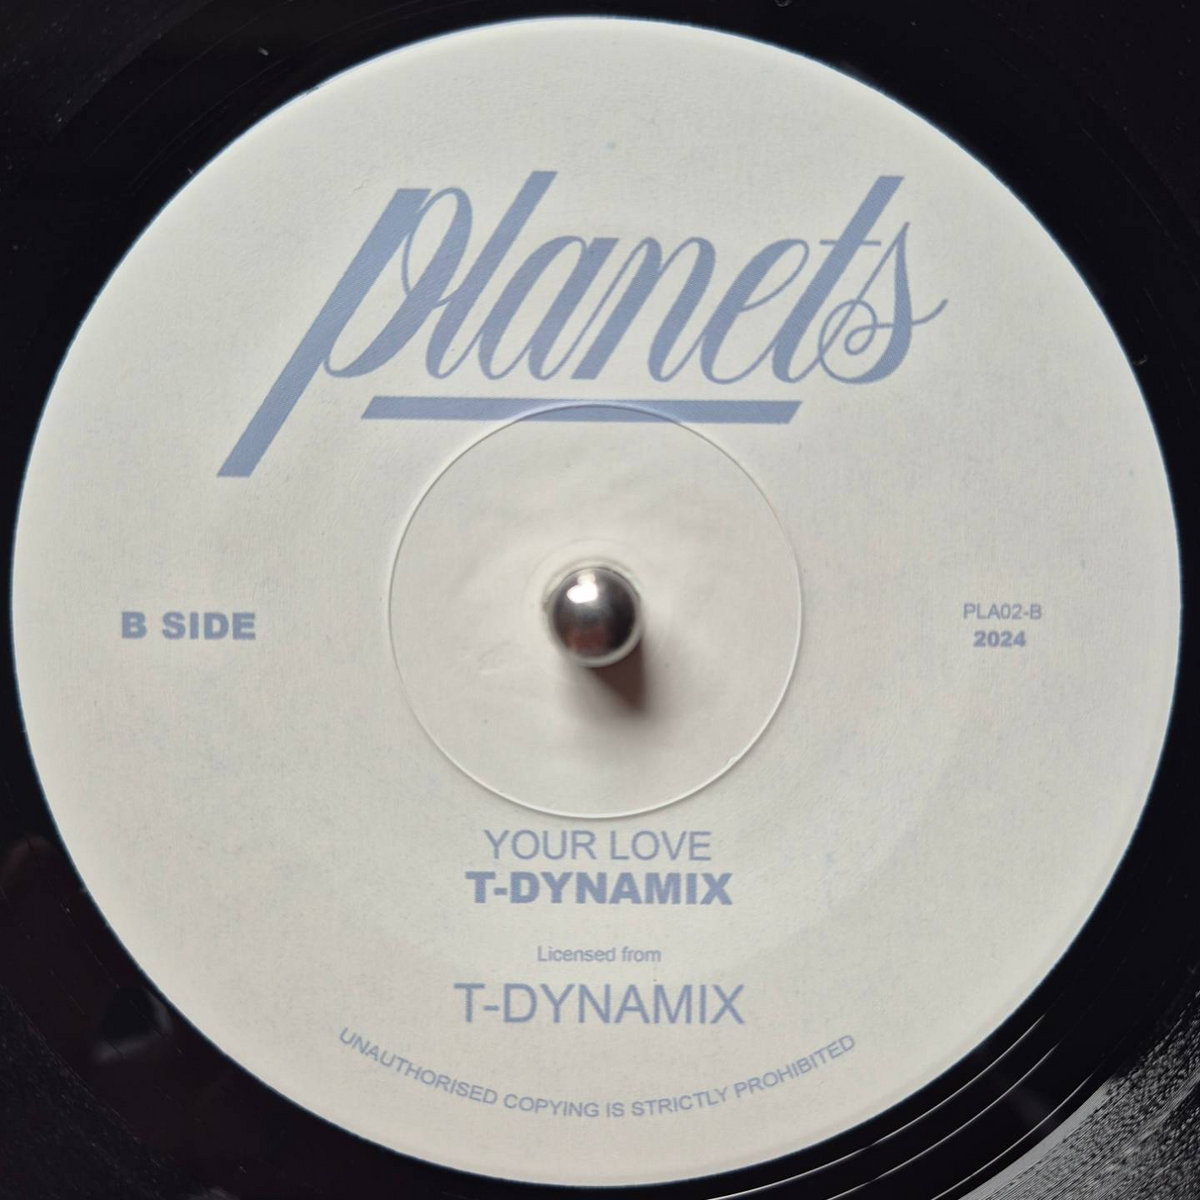 planets
B SIDE
PLA02-B
2024
YOUR LOVE
T-DYNAMIX
Licensed from
T-DYNAMIX
UNAUTHORISED COPYING IS STRICTLY PROHIBITED